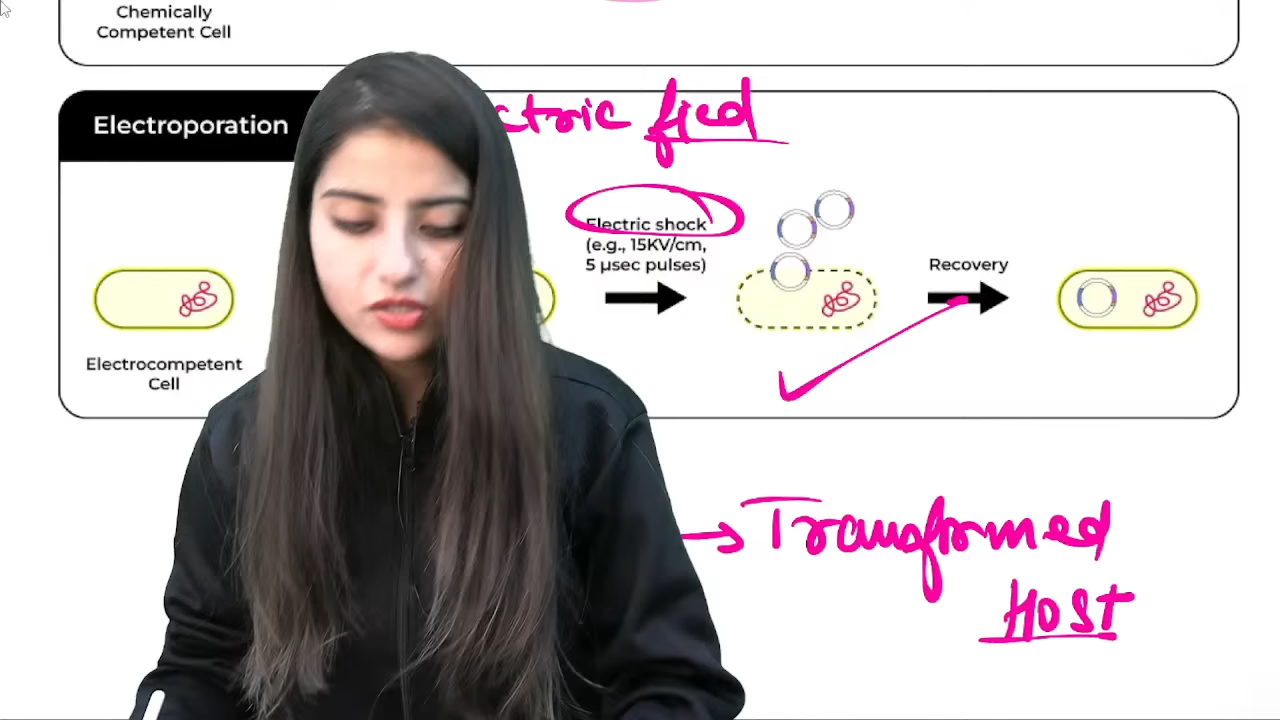 Chemically
Competent Cell
Electroporation
ctric field
Electric shock
(e.g., 15KV/cm,
5 µsec pulses)
Recovery
Electrocompetent
Cell
→ Transformed
Host